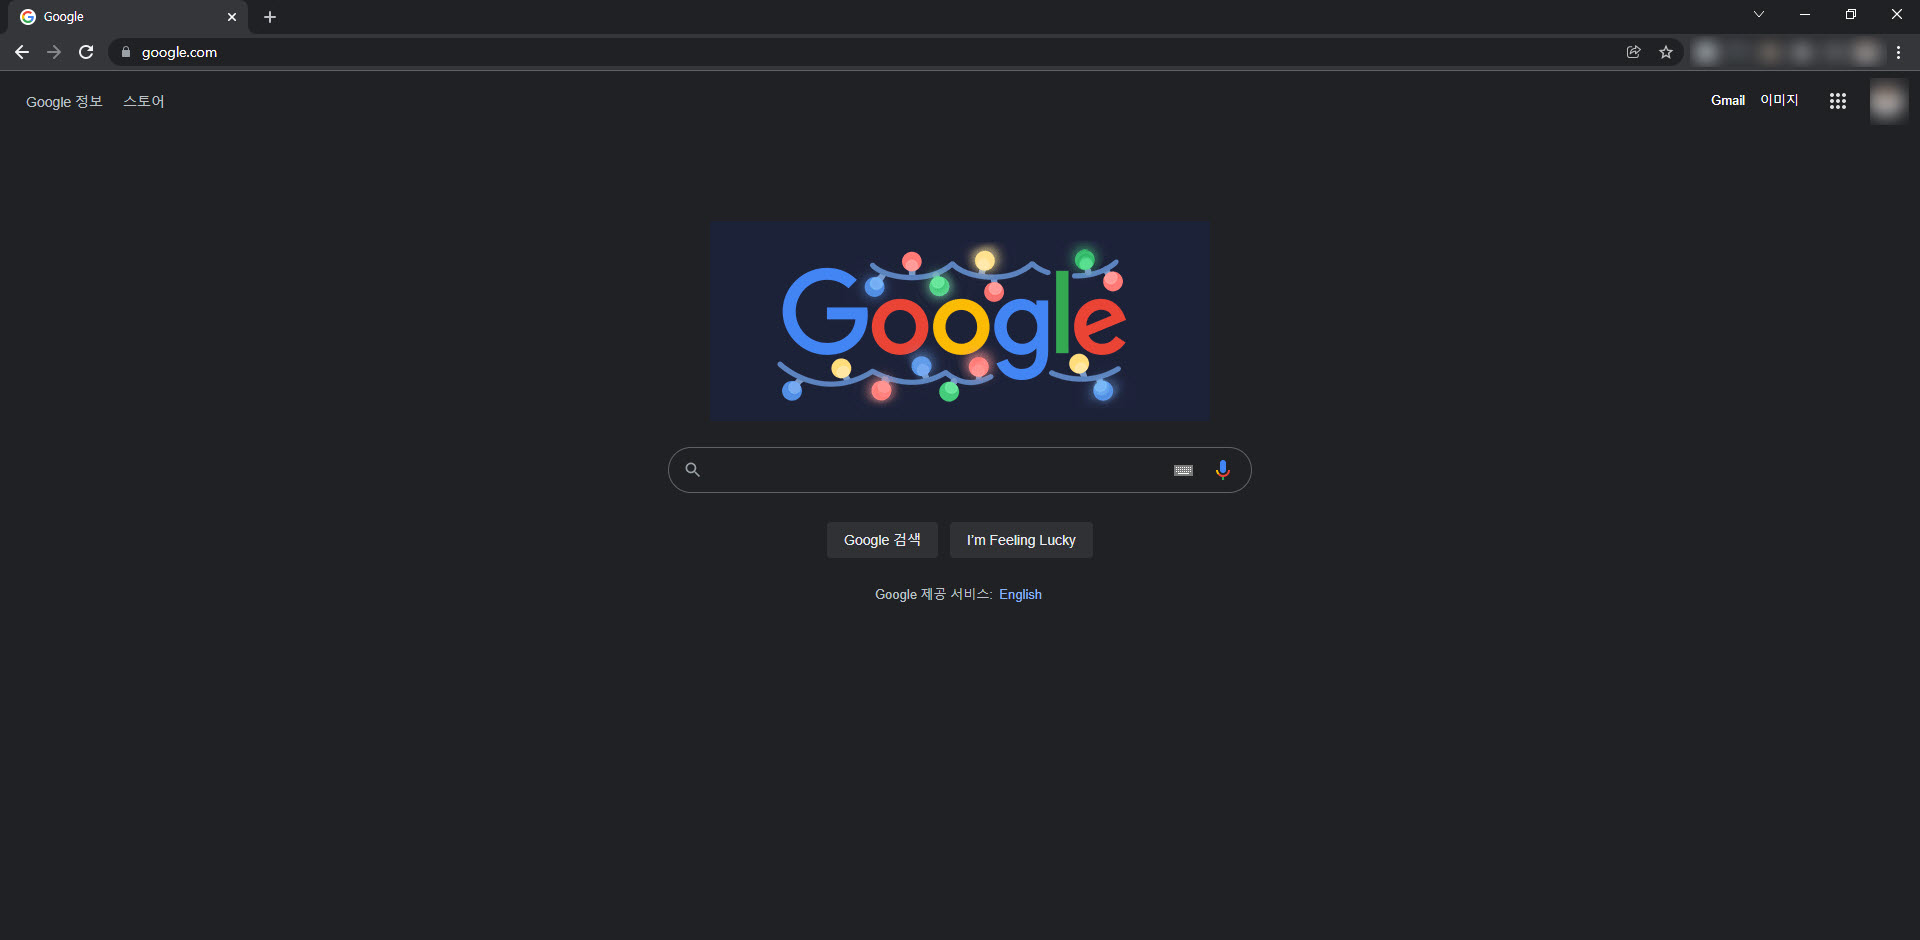 Google
google.com
Google 정보 스토어
Gmail 이미지
Google
Google 검색 I'm Feeling Lucky
Google 제공 서비스: English